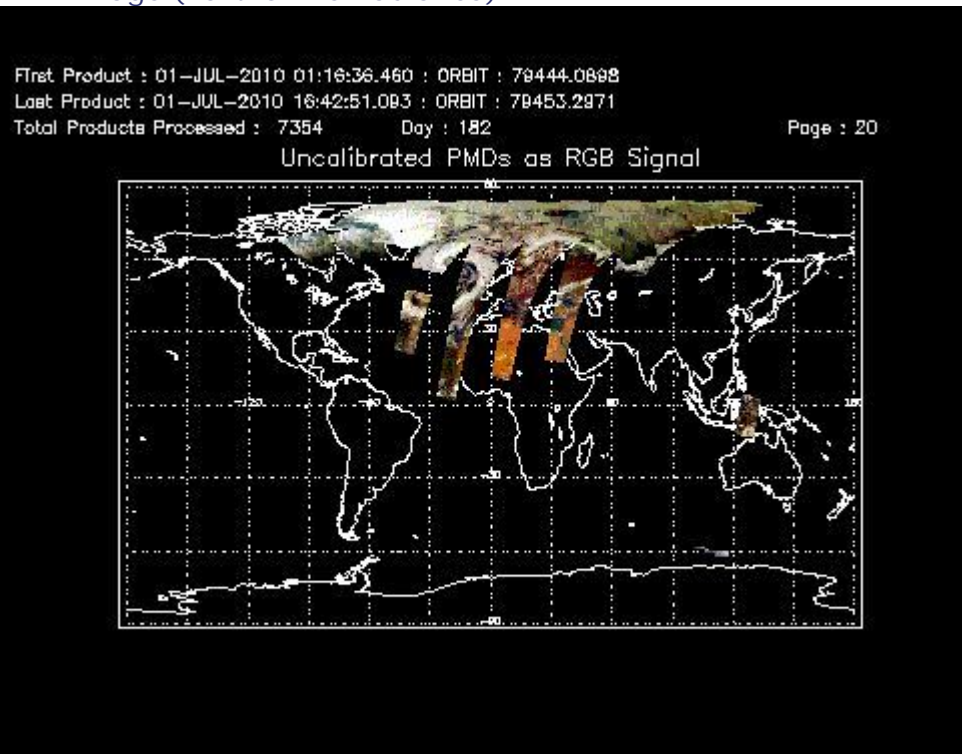 First Product : 01-JUL-2010 01:16:36.460 : ORBIT : 79444.0898
Last Product : 01-JUL-2010 16:42:51.093 : ORBIT : 79453.2971
Total Products Processed : 7354 Day : 182 Page : 20
Uncalibrated PMDs as RGB Signal